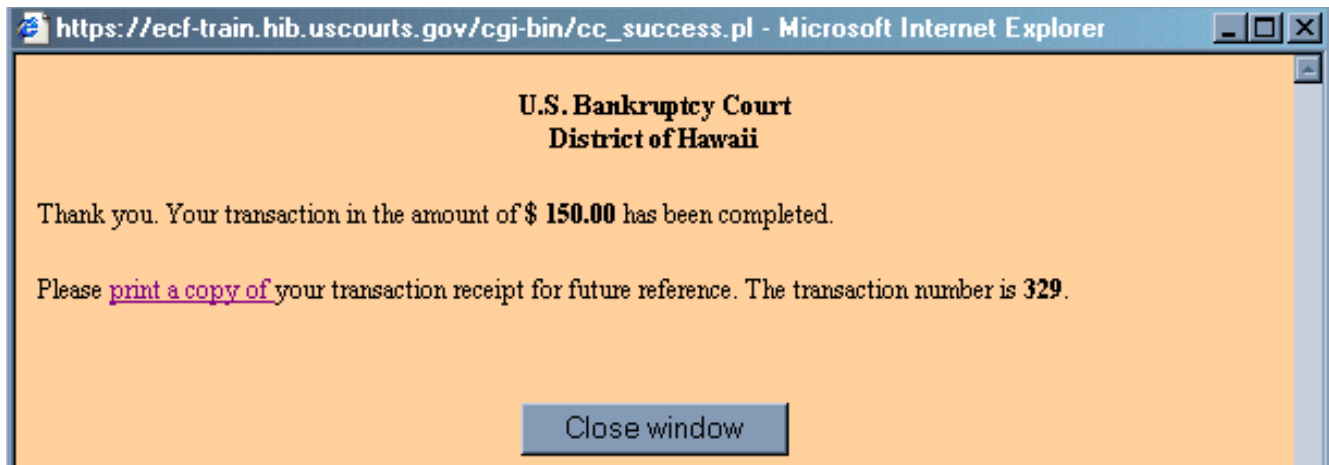 https://ecf-train.hib.uscourts.gov/cgi-bin/cc_success.pl - Microsoft Internet Explorer
U.S. Bankruptcy Court
District of Hawaii
Thank you. Your transaction in the amount of $ 150.00 has been completed.
Please print a copy of your transaction receipt for future reference. The transaction number is 329.
Close window